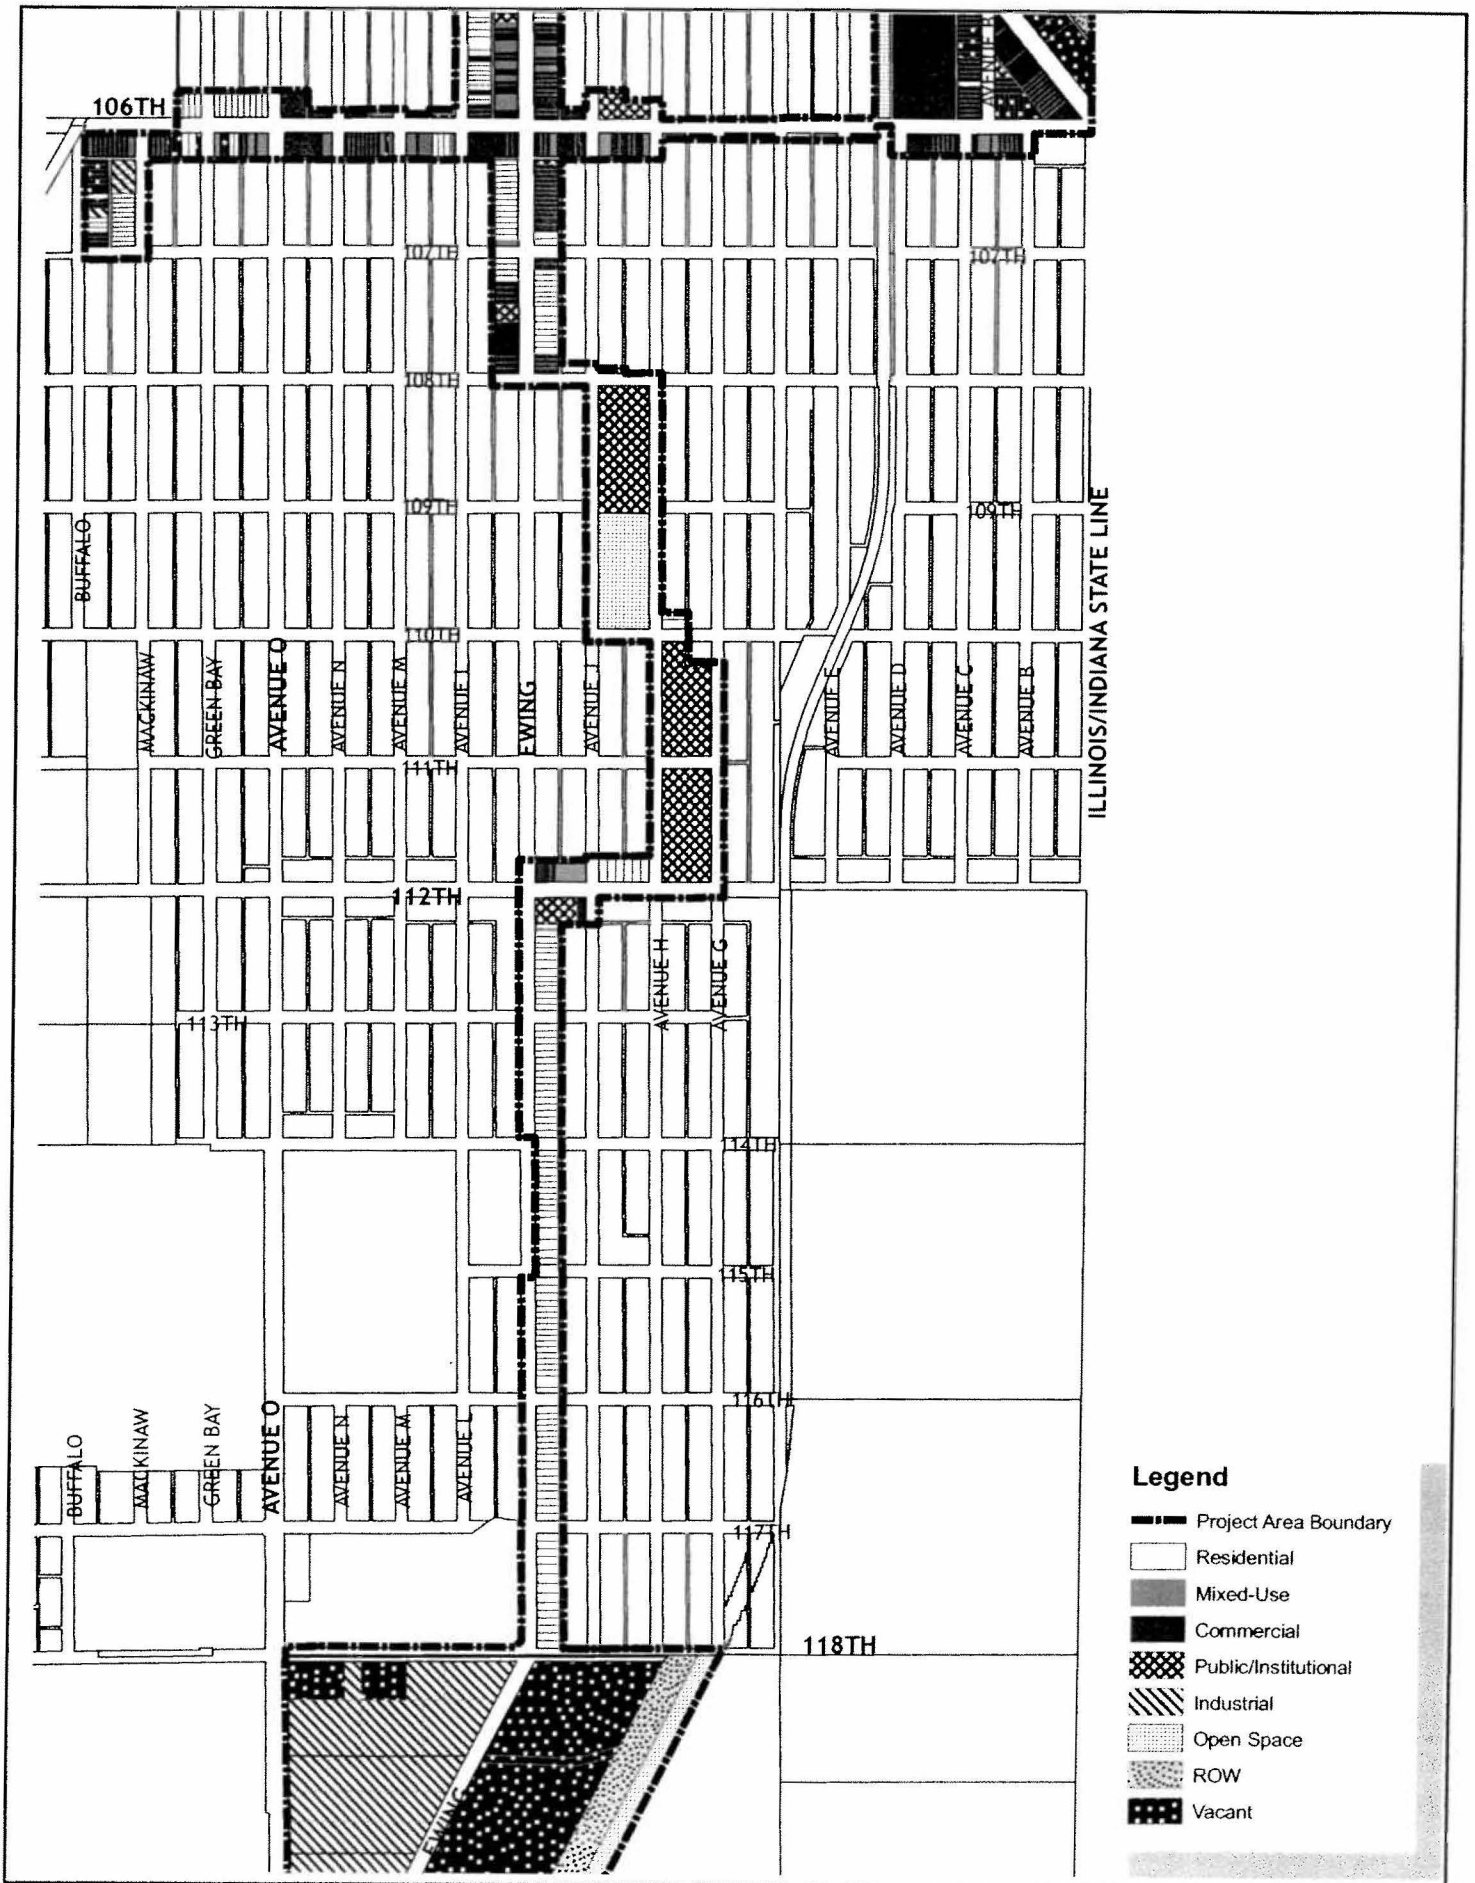 AVENUE B
106TH
107TH
107TH
108TH
109TH
109TH
BUFFALO
ILLINOIS/INDIANA STATE LINE
110TH
MACKINAW
GREEN BAY
AVENUE O
AVENUE N
AVENUE M
AVENUE L
EWING
AVENUE J
AVENUE E
AVENUE D
AVENUE C
AVENUE B
111TH
112TH
AVENUE H
AVENUE G
113TH
114TH
115TH
116TH
BUFFALO
MACKINAW
GREEN BAY
AVENUE O
AVENUE N
AVENUE M
AVENUE L
117TH
118TH
EWING
Legend
Project Area Boundary
Residential
Mixed-Use
Commercial
Public/Institutional
Industrial
Open Space
ROW
Vacant